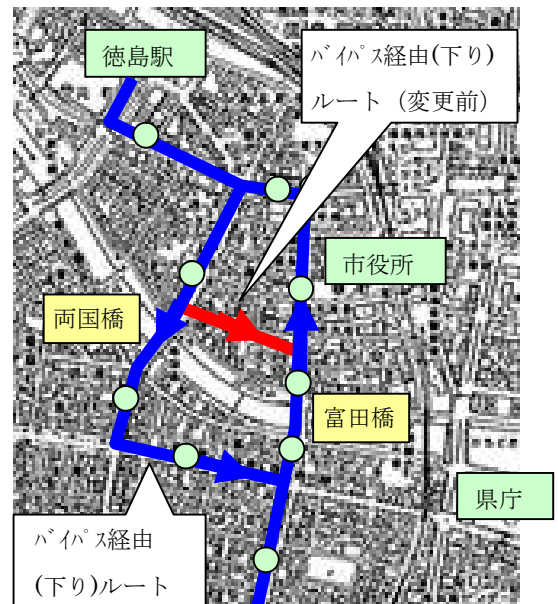 徳島駅
ﾊﾞｲﾊﾟｽ経由(下り)
ルート（変更前）
市役所
両国橋
富田橋
県庁
ﾊﾞｲﾊﾟｽ経由
(下り)ルート